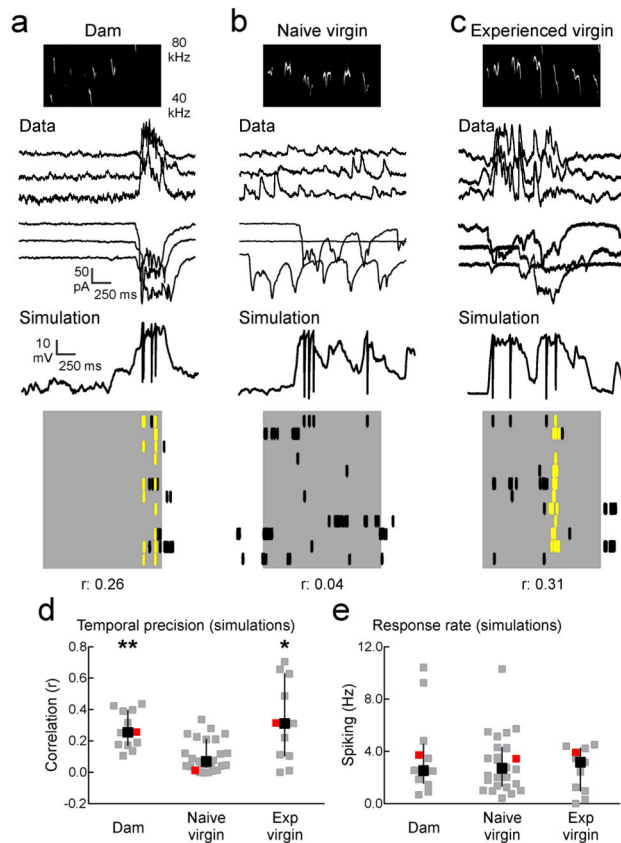 a
Dam
b
Naive virgin
c
Experienced virgin
80
kHz
40
kHz
Data
Data
Data
50
pA
250 ms
Simulation
Simulation
Simulation
10
mV
250 ms
r: 0.26
r: 0.04
r: 0.31
d
Temporal precision (simulations)
**
*
Correlation (r)
0.8
0.6
0.4
0.2
0.0
-0.2
Dam
Naive
virgin
Exp
virgin
e
Response rate (simulations)
Spiking (Hz)
12.0
8.0
4.0
0.0
Dam
Naive
virgin
Exp
virgin